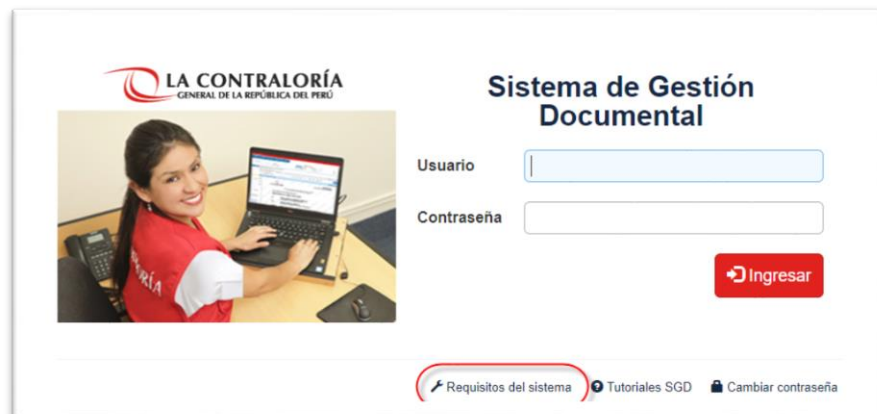 LA CONTRALORÍA
GENERAL DE LA REPÚBLICA DEL PERÚ
Sistema de Gestión
Documental
Usuario
Contraseña
Ingresar
Requisitos del sistema
Tutoriales SGD
Cambiar contraseña